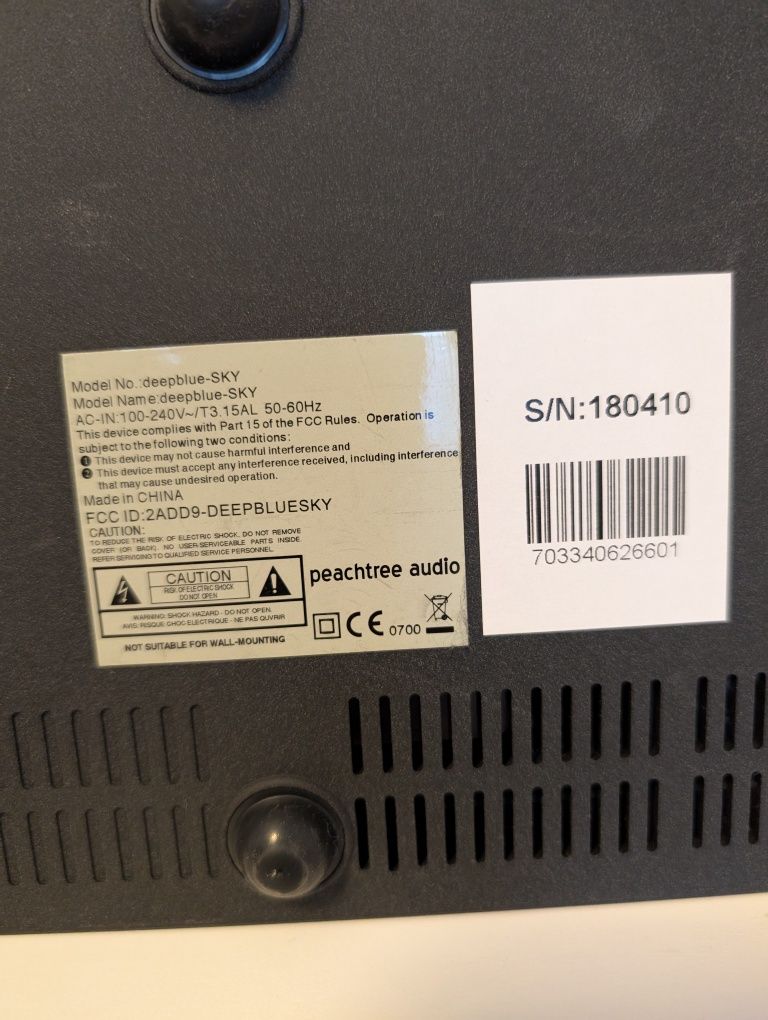 Model No.:deepblue-SKY
Model Name:deepblue-SKY
AC-IN:100-240V~/T3.15AL 50-60Hz
This device complies with Part 15 of the FCC Rules. Operation is
subject to the following two conditions:
❶ This device may not cause harmful interference and
❷ This device must accept any interference received, including interference
that may cause undesired operation.
Made in CHINA
FCC ID:2ADD9-DEEPBLUESKY
CAUTION:
TO REDUCE THE RISK OF ELECTRIC SHOCK, DO NOT REMOVE
COVER (OR BACK). NO USER-SERVICEABLE PARTS INSIDE.
REFER SERVICING TO QUALIFIED SERVICE PERSONNEL.
CAUTION
RISK OF ELECTRIC SHOCK
DO NOT OPEN
WARNING: SHOCK HAZARD - DO NOT OPEN.
AVIS: RISQUE CHOC ELECTRIQUE - NE PAS OUVRIR
NOT SUITABLE FOR WALL-MOUNTING
peachtree audio
CE 0700
S/N:180410
703340626601